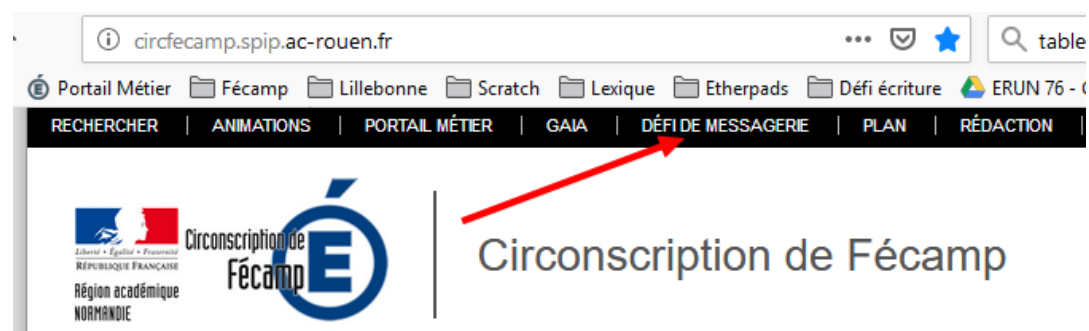 circfecamp.spip.ac-rouen.fr
table
Portail Métier Fécamp Lillebonne Scratch Lexique Etherpads Défi écriture ERUN 76 -
RECHERCHER | ANIMATIONS | PORTAIL MÉTIER | GAIA | DÉFI DE MESSAGERIE | PLAN | RÉDACTION |
Liberté • Égalité • Fraternité
RÉPUBLIQUE FRANÇAISE
Région académique
NORMANDIE
Circonscription de
Fécamp
É
Circonscription de Fécamp